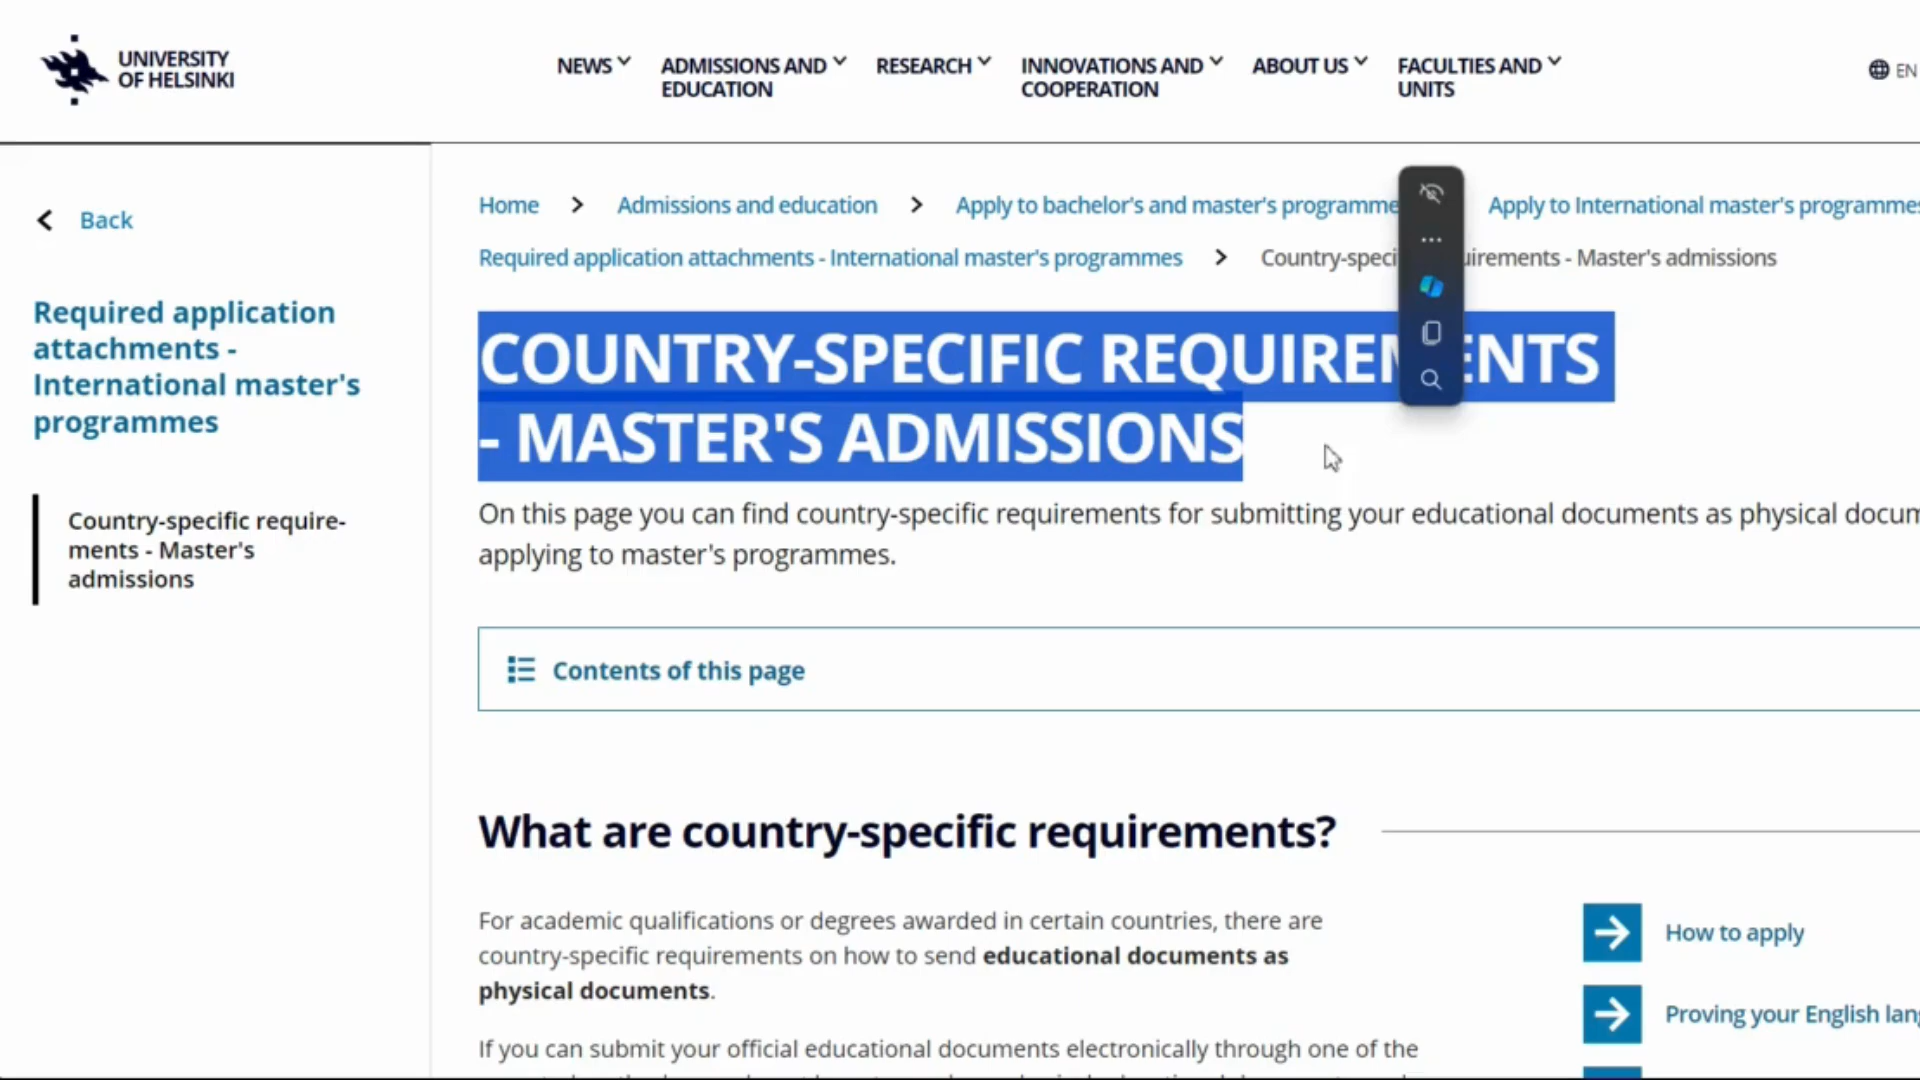 UNIVERSITY
OF HELSINKI
NEWS
ADMISSIONS AND
EDUCATION
RESEARCH
INNOVATIONS AND
COOPERATION
ABOUT US
FACULTIES AND
UNITS
EN
Back
Required application
attachments -
International master's
programmes
Country-specific require-
ments - Master's
admissions
Home > Admissions and education > Apply to bachelor's and master's programme Apply to International master's programmes
Required application attachments - International master's programmes > Country-speci uirements - Master's admissions
COUNTRY-SPECIFIC REQUIREMENTS
- MASTER'S ADMISSIONS
On this page you can find country-specific requirements for submitting your educational documents as physical docum
applying to master's programmes.
Contents of this page
What are country-specific requirements?
For academic qualifications or degrees awarded in certain countries, there are
country-specific requirements on how to send educational documents as
physical documents.
If you can submit your official educational documents electronically through one of the
How to apply
Proving your English lang